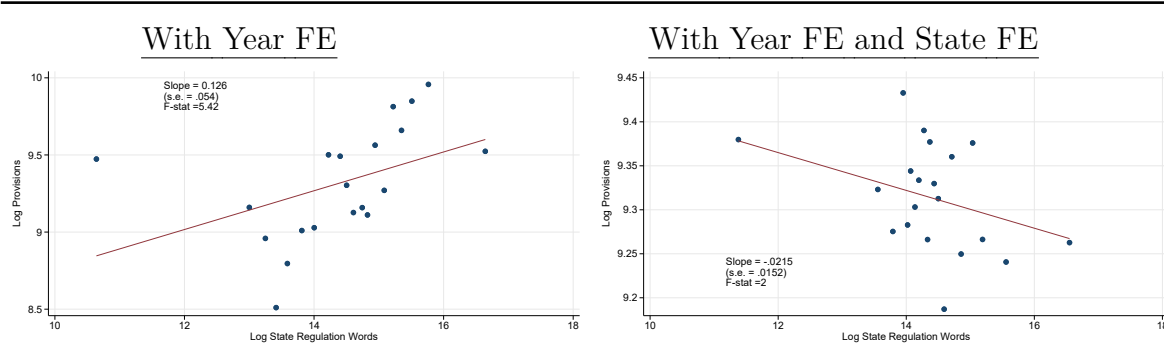 With Year FE
With Year FE and State FE
10
9.5
9
8.5
Log Provisions
Slope = 0.126
(s.e. = .054)
F-stat =5.42
10
12
14
16
18
Log State Regulation Words
9.45
9.4
9.35
9.3
9.25
9.2
Log Provisions
Slope = -.0215
(s.e. = .0152)
F-stat =2
10
12
14
16
18
Log State Regulation Words